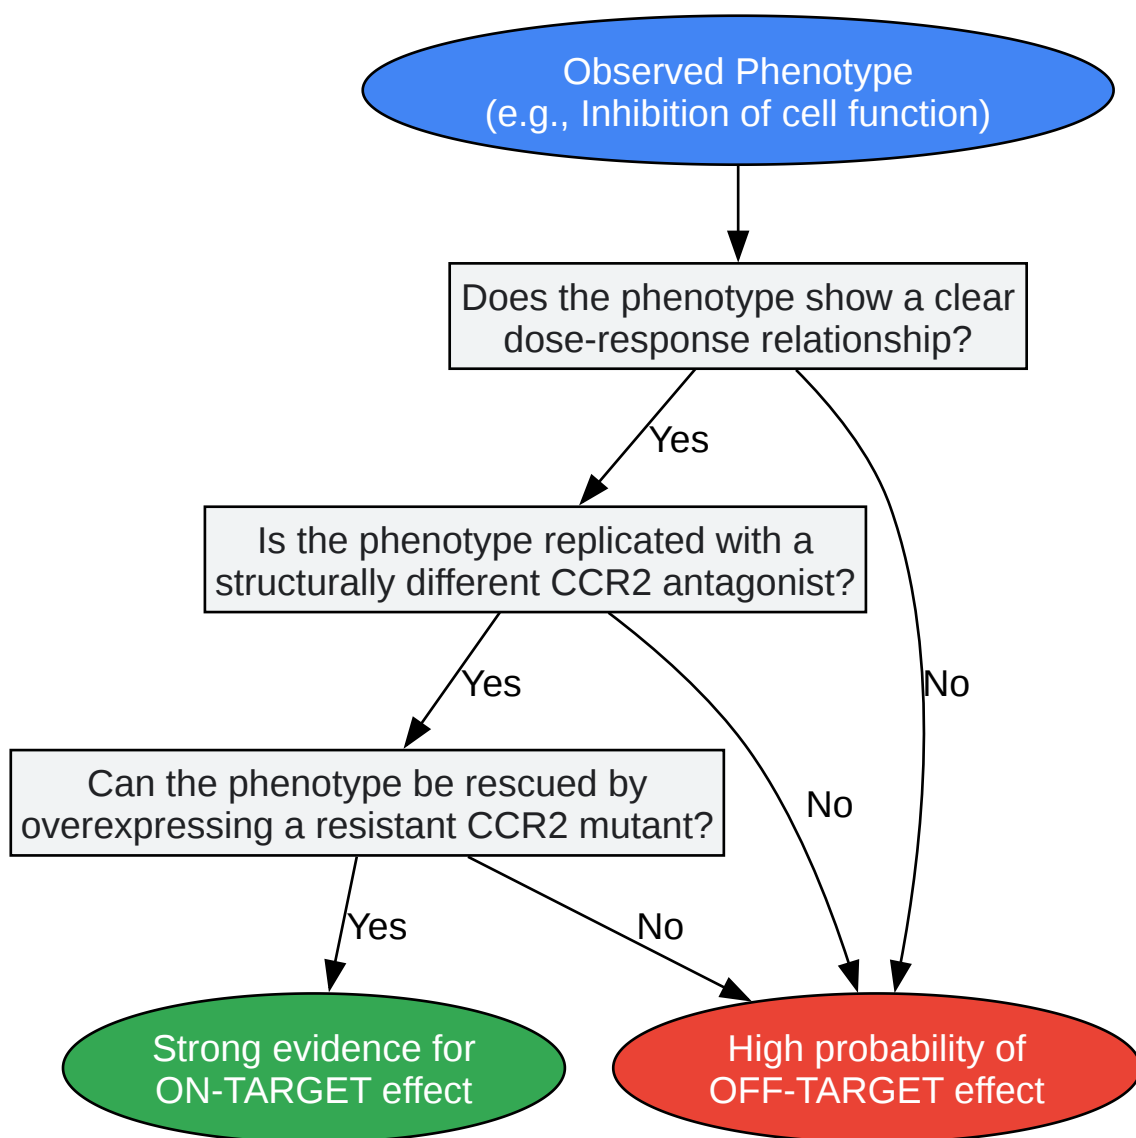 Observed Phenotype
(e.g., Inhibition of cell function)
Does the phenotype show a clear
dose-response relationship?
Yes
Is the phenotype replicated with a
structurally different CCR2 antagonist?
Yes
No
Can the phenotype be rescued by
overexpressing a resistant CCR2 mutant?
No
Yes
No
Strong evidence for
ON-TARGET effect
High probability of
OFF-TARGET effect